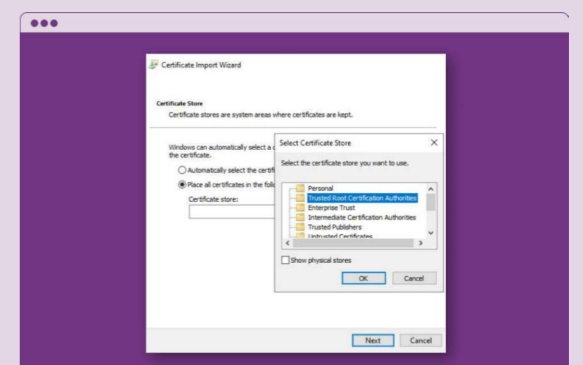 Certificate Import Wizard
Certificate Store
Certificate stores are system areas where certificates are kept.
Windows can automatically select a
the certificate.
Automatically select the
Place all certificates in the
Certificate store:
Select Certificate Store
Select the certificate store you want to use.
Personal
Trusted Root Certification Authorities
Enterprise Trust
Intermediate Certification Authorities
Trusted Publishers
Untrusted Certificates
Show physical stores
OK Cancel
Next Cancel